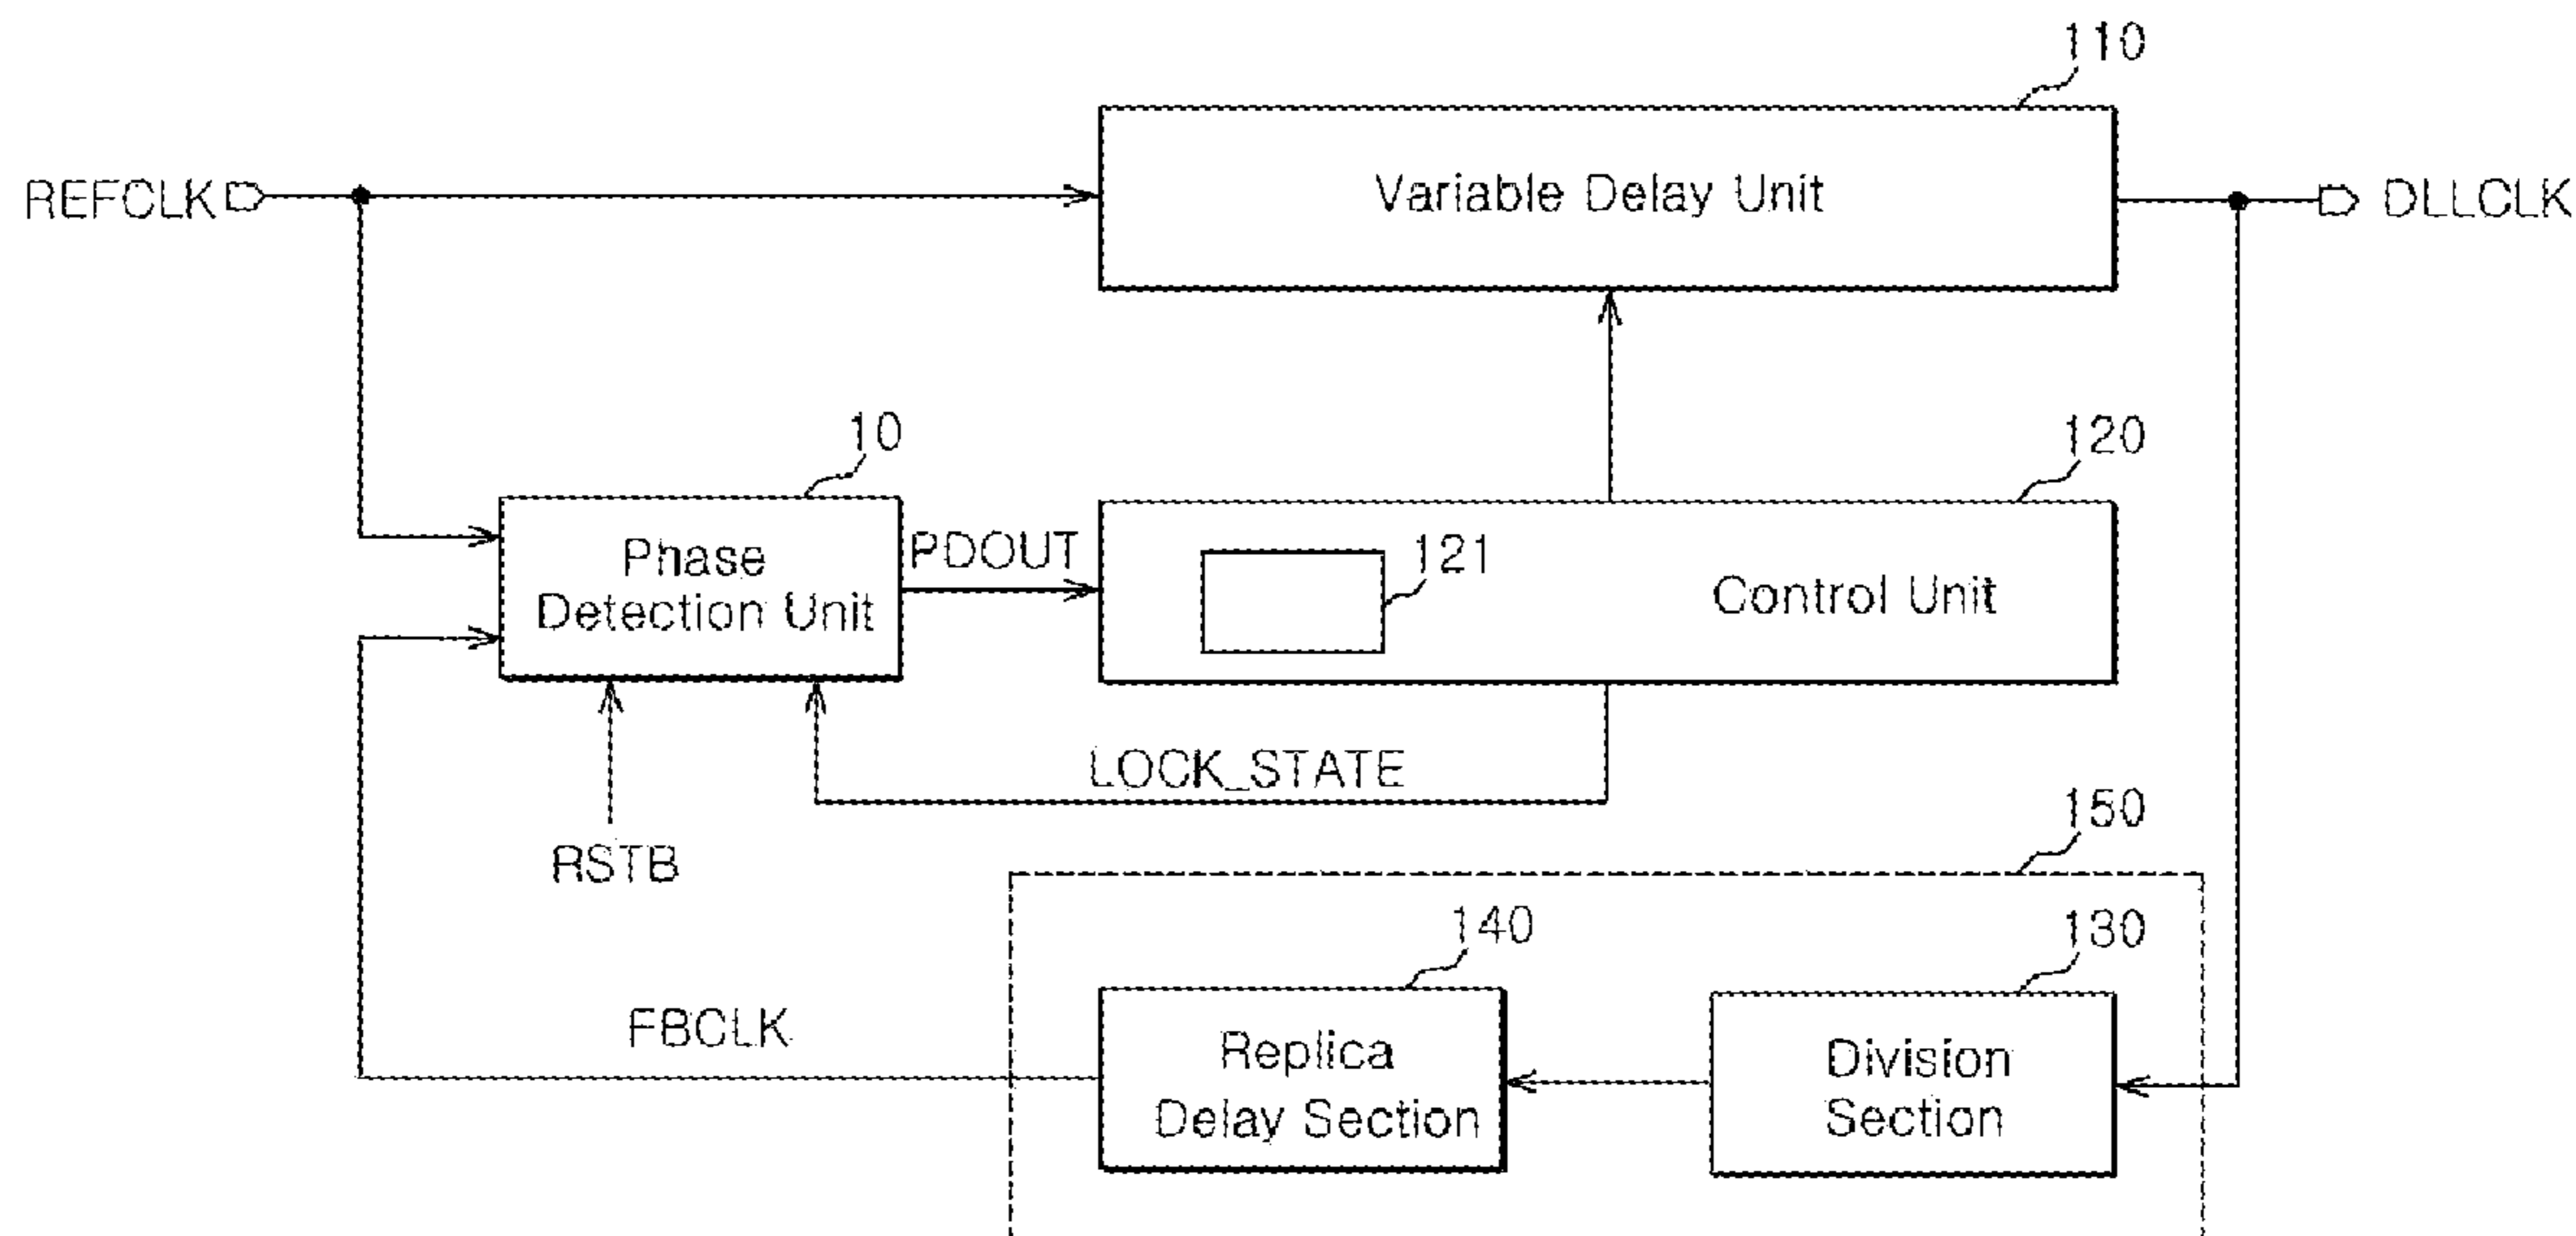 110
REFCLK
Variable Delay Unit
DLLCLK
10
120
Phase
Detection Unit
PDOUT
121
Control Unit
LOCK_STATE
RSTB
150
140
130
FBCLK
Replica
Delay Section
Division
Section